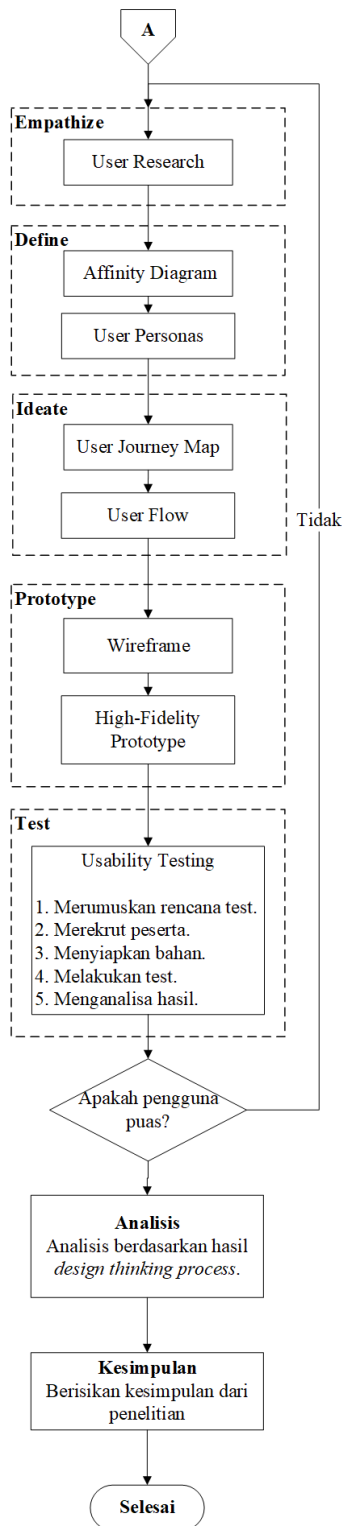 A
Empathize
User Research
Define
Affinity Diagram
User Personas
Ideate
User Journey Map
User Flow
Tidak
Prototype
Wireframe
High-Fidelity
Prototype
Test
Usability Testing
1. Merumuskan rencana test.
2. Merekrut peserta.
3. Menyiapkan bahan.
4. Melakukan test.
5. Menganalisa hasil.
Apakah pengguna
puas?
Analisis
Analisis berdasarkan hasil
design thinking process.
Kesimpulan
Berisikan kesimpulan dari
penelitian
Selesai